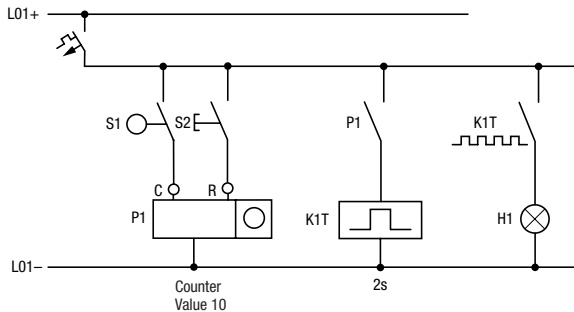 L01+
S1
S2
P1
K1T
C
R
P1
K1T
H1
L01–
Counter
Value 10
2s